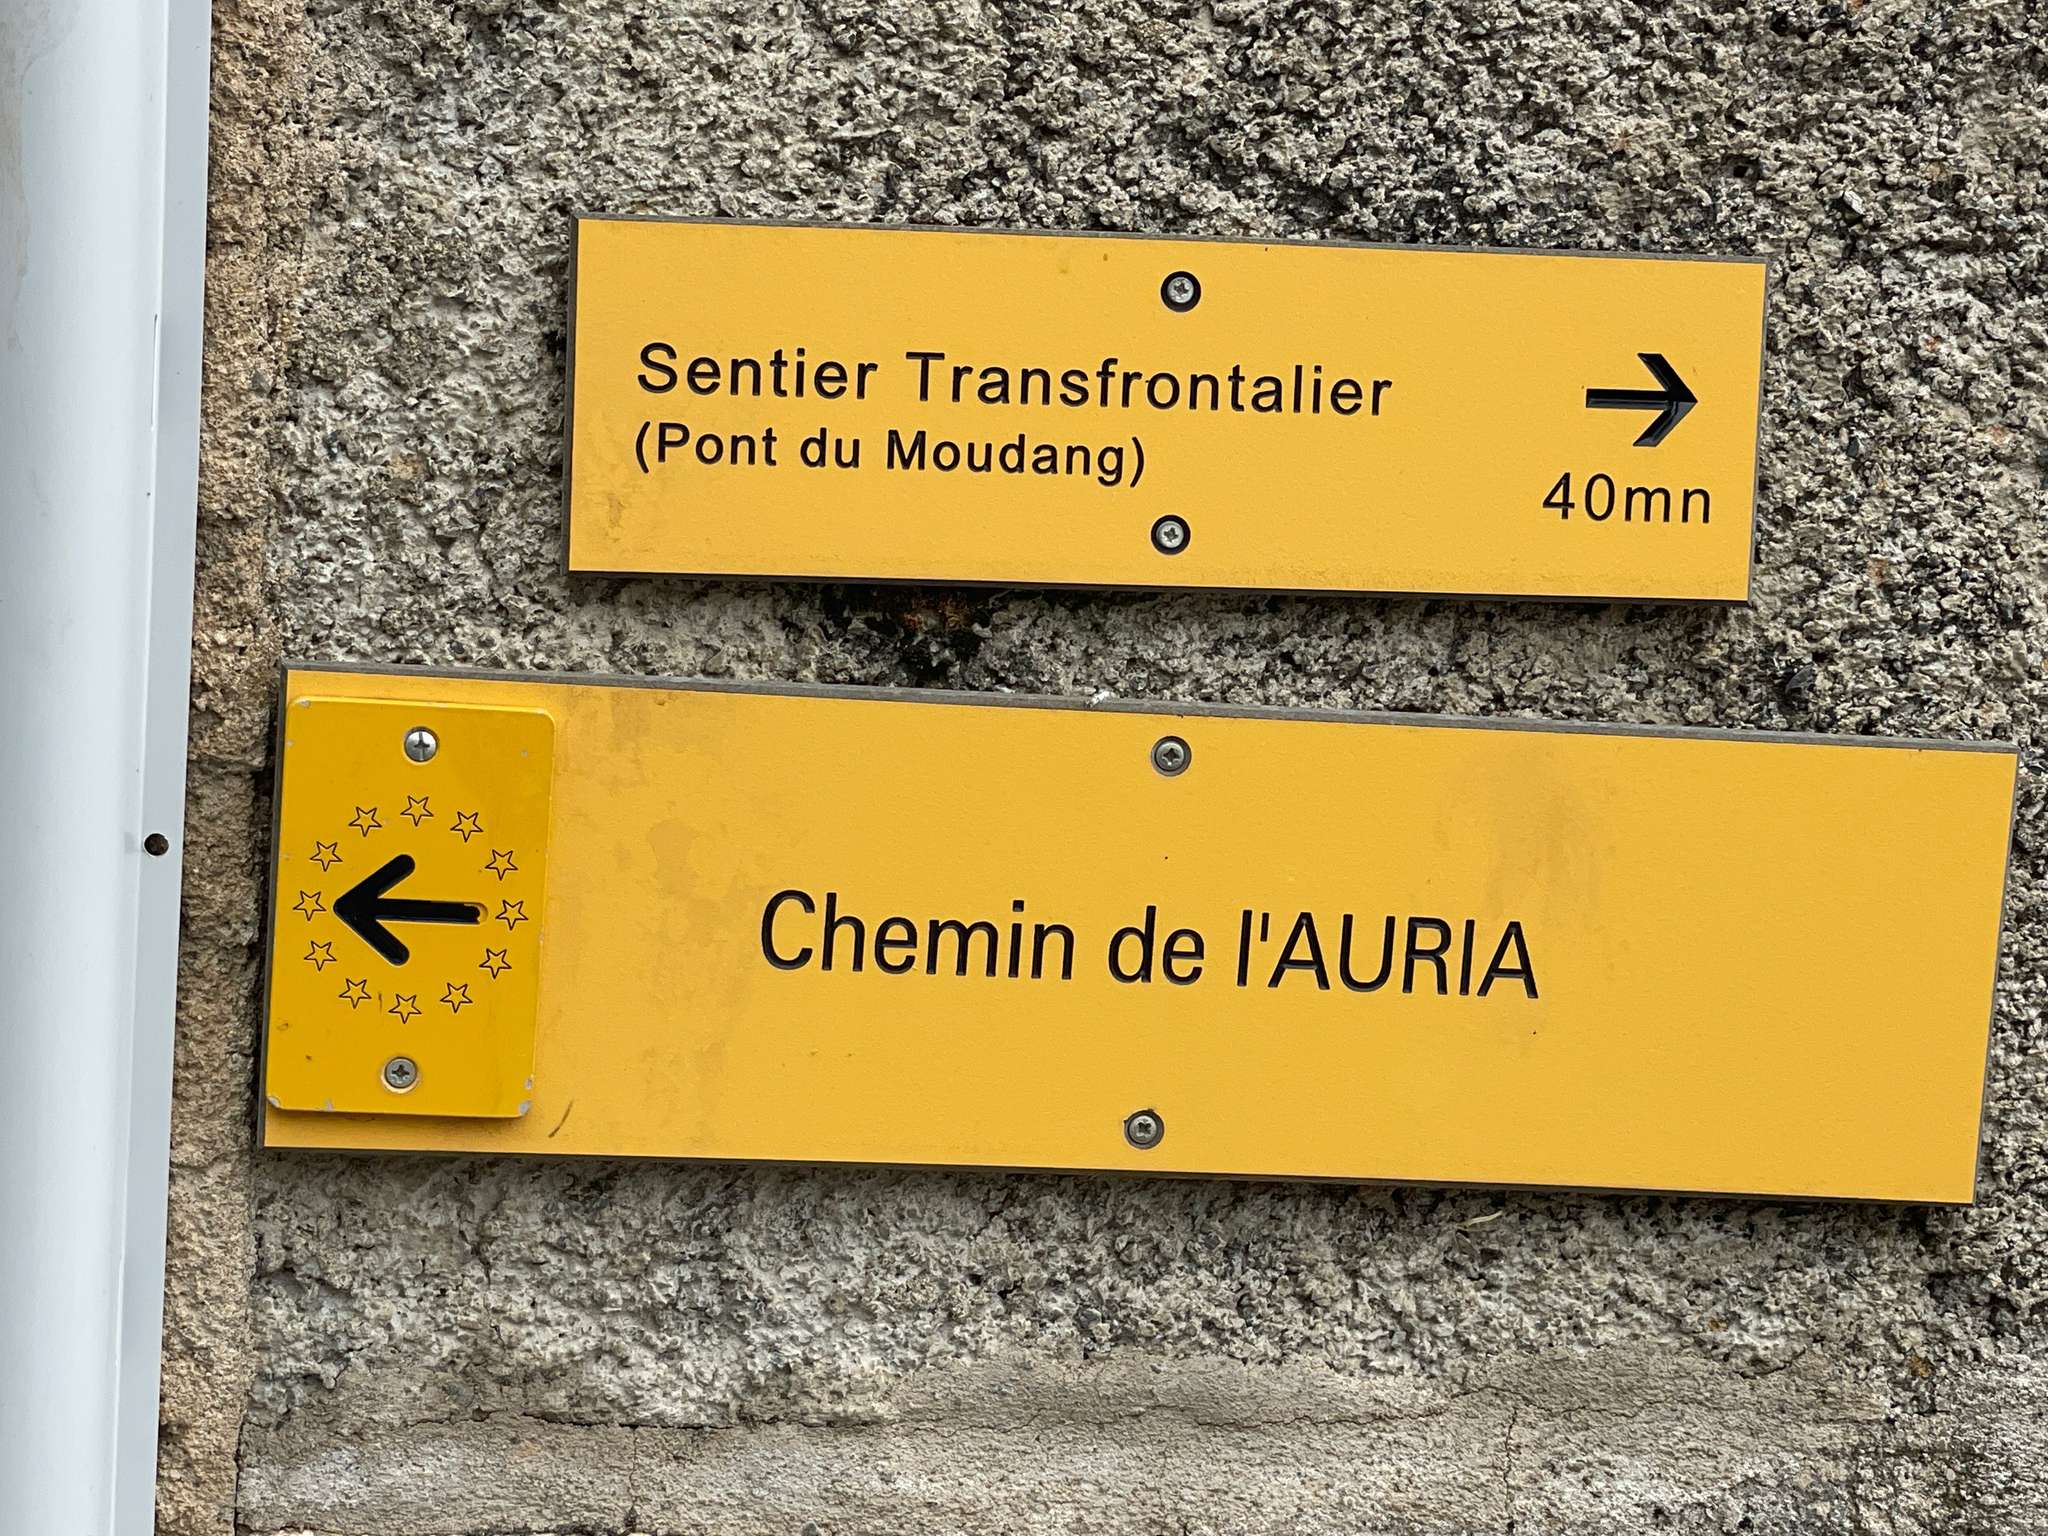 Sentier Transfrontalier
(Pont du Moudang)
40mn
Chemin de l'AURIA